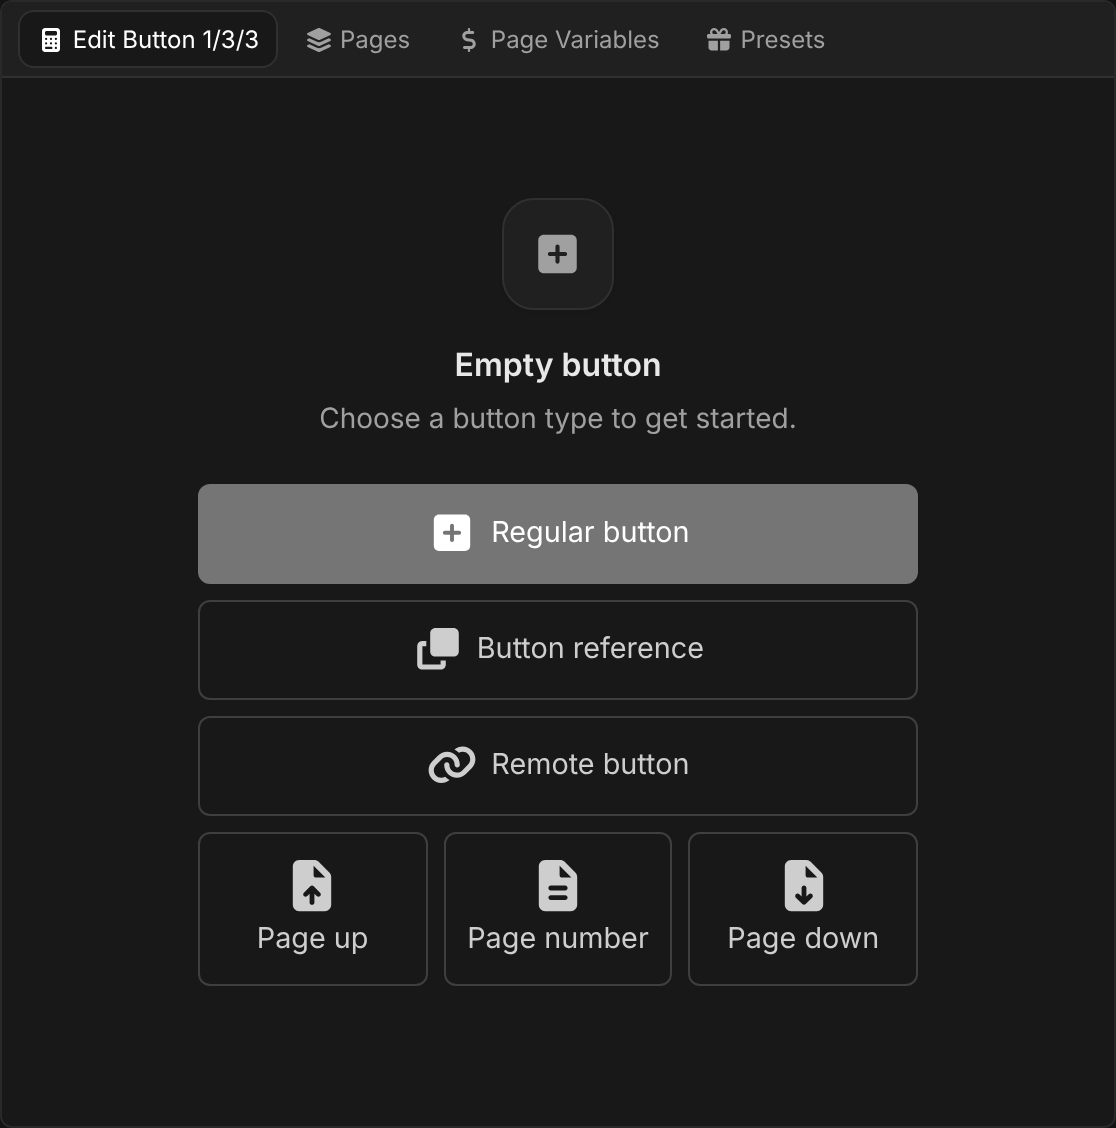 Edit Button 1/3/3
Pages
Page Variables
Presets
Empty button
Choose a button type to get started.
Regular button
Button reference
Remote button
Page up
Page number
Page down